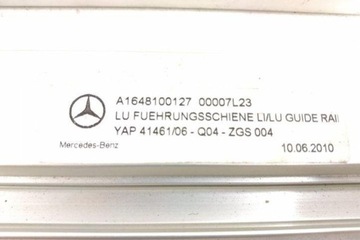 A1648100127 00007L23
LU FUEHRUNGSSCHIENE LI/LU GUIDE RAI
YAP 41461/06 - Q04 - ZGS 004
Mercedes-Benz
10.06.2010